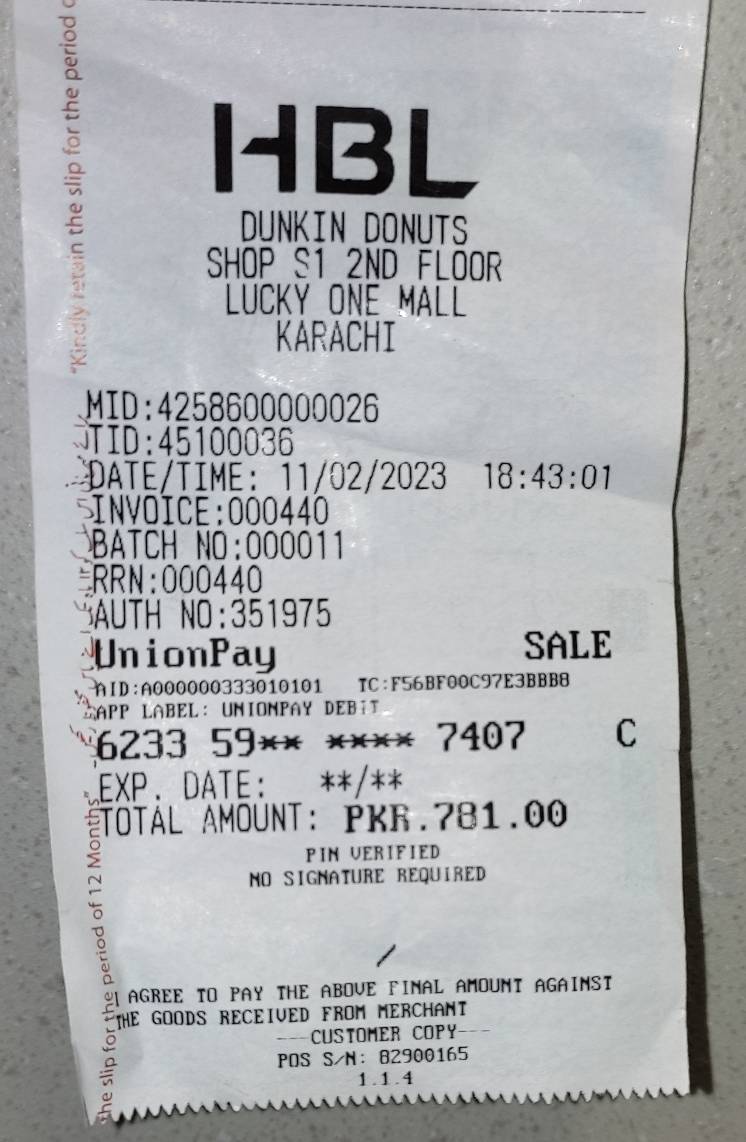 HBL
DUNKIN DONUTS
SHOP S1 2ND FLOOR
LUCKY ONE MALL
KARACHI
MID:4258600000026
TID:45100036
DATE/TIME: 11/02/2023 18:43:01
INVOICE:000440
BATCH NO:000011
RRN:000440
AUTH NO:351975
UnionPay SALE
AID:A000000333010101 TC:F56BF00C97E3BBB8
APP LABEL: UNIONPAY DEBIT
6233 59** **** 7407 C
EXP. DATE: **/**
TOTAL AMOUNT: PKR.781.00
PIN VERIFIED
NO SIGNATURE REQUIRED
I AGREE TO PAY THE ABOVE FINAL AMOUNT AGAINST
THE GOODS RECEIVED FROM MERCHANT
---CUSTOMER COPY---
POS S/N: 82900165
1.1.4
"Kindly retain the slip for the period
the slip for the period of 12 Months"